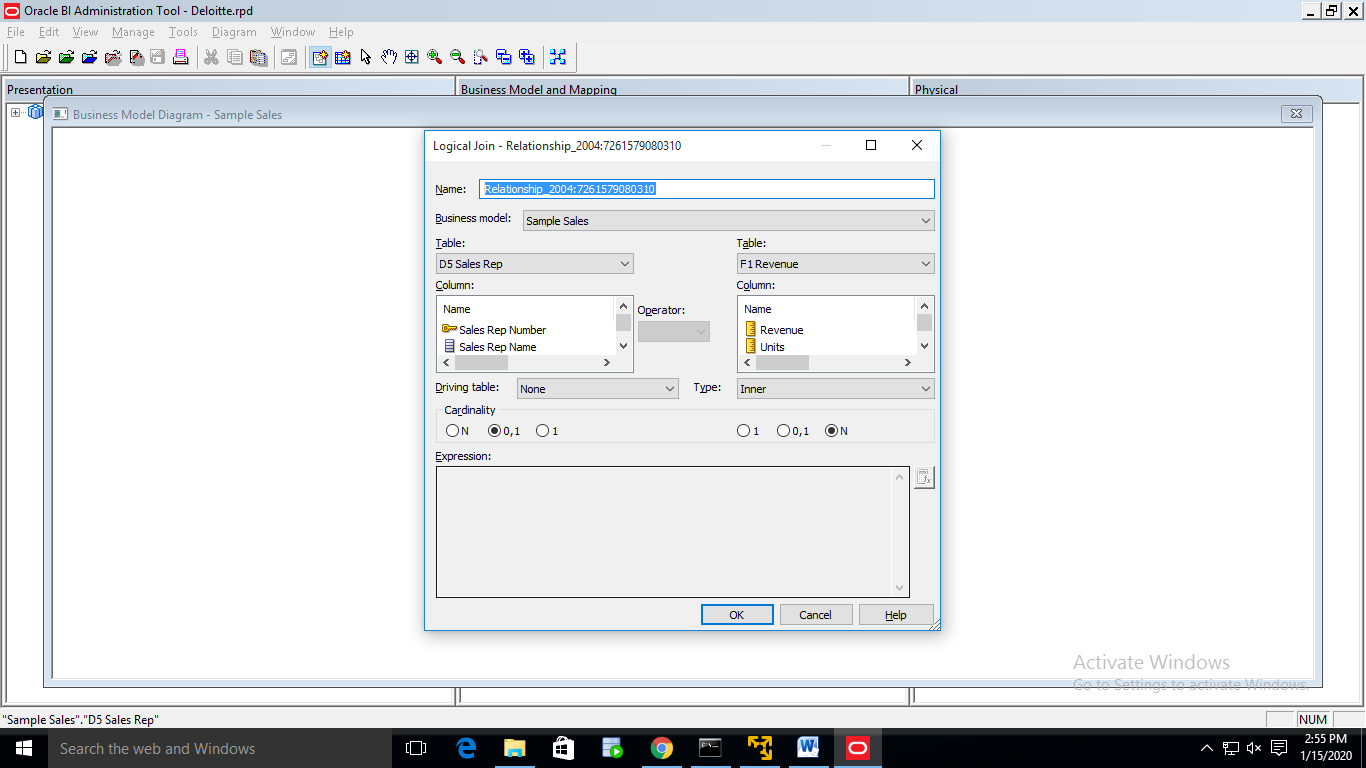 Oracle BI Administration Tool - Deloitte.rpd
File Edit View Manage Tools Diagram Window Help
Presentation Business Model and Mapping Physical
Business Model Diagram - Sample Sales
Logical Join - Relationship_2004:7261579080310
Name: Relationship_2004:7261579080310
Business model: Sample Sales
Table: Table:
D5 Sales Rep F1 Revenue
Column: Column:
Name Operator: Name
Sales Rep Number Revenue
Sales Rep Name Units
Driving table: None Type: Inner
Cardinality
N 0,1 1 1 0,1 N
Expression:
OK Cancel Help
Activate Windows
Go to Settings to activate Windows.
"Sample Sales"."D5 Sales Rep" NUM
Search the web and Windows
2:55 PM
1/15/2020